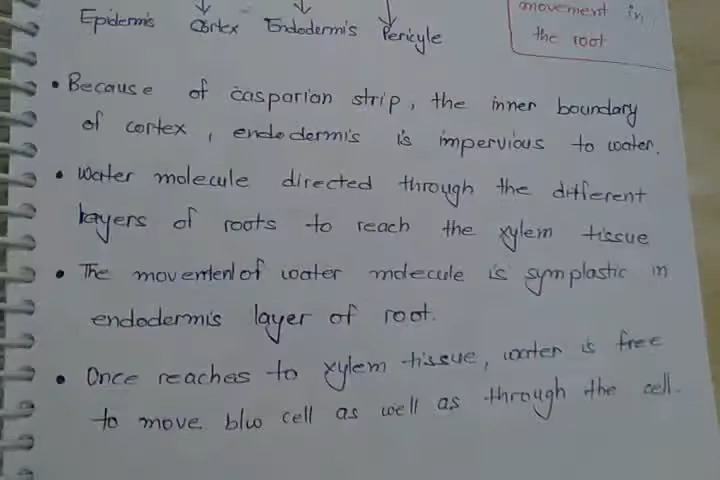 movement in
the root
Epidermis Cortex Endodermis Pericyle
• Because of casparian strip, the inner boundary
of cortex, endodermis is impervious to water.
• Water molecule directed through the different
layers of roots to reach the xylem tissue
• The movement of water molecule is symplastic in
endodermis layer of root.
• Once reaches to xylem tissue, water is free
to move b/w cell as well as through the cell.